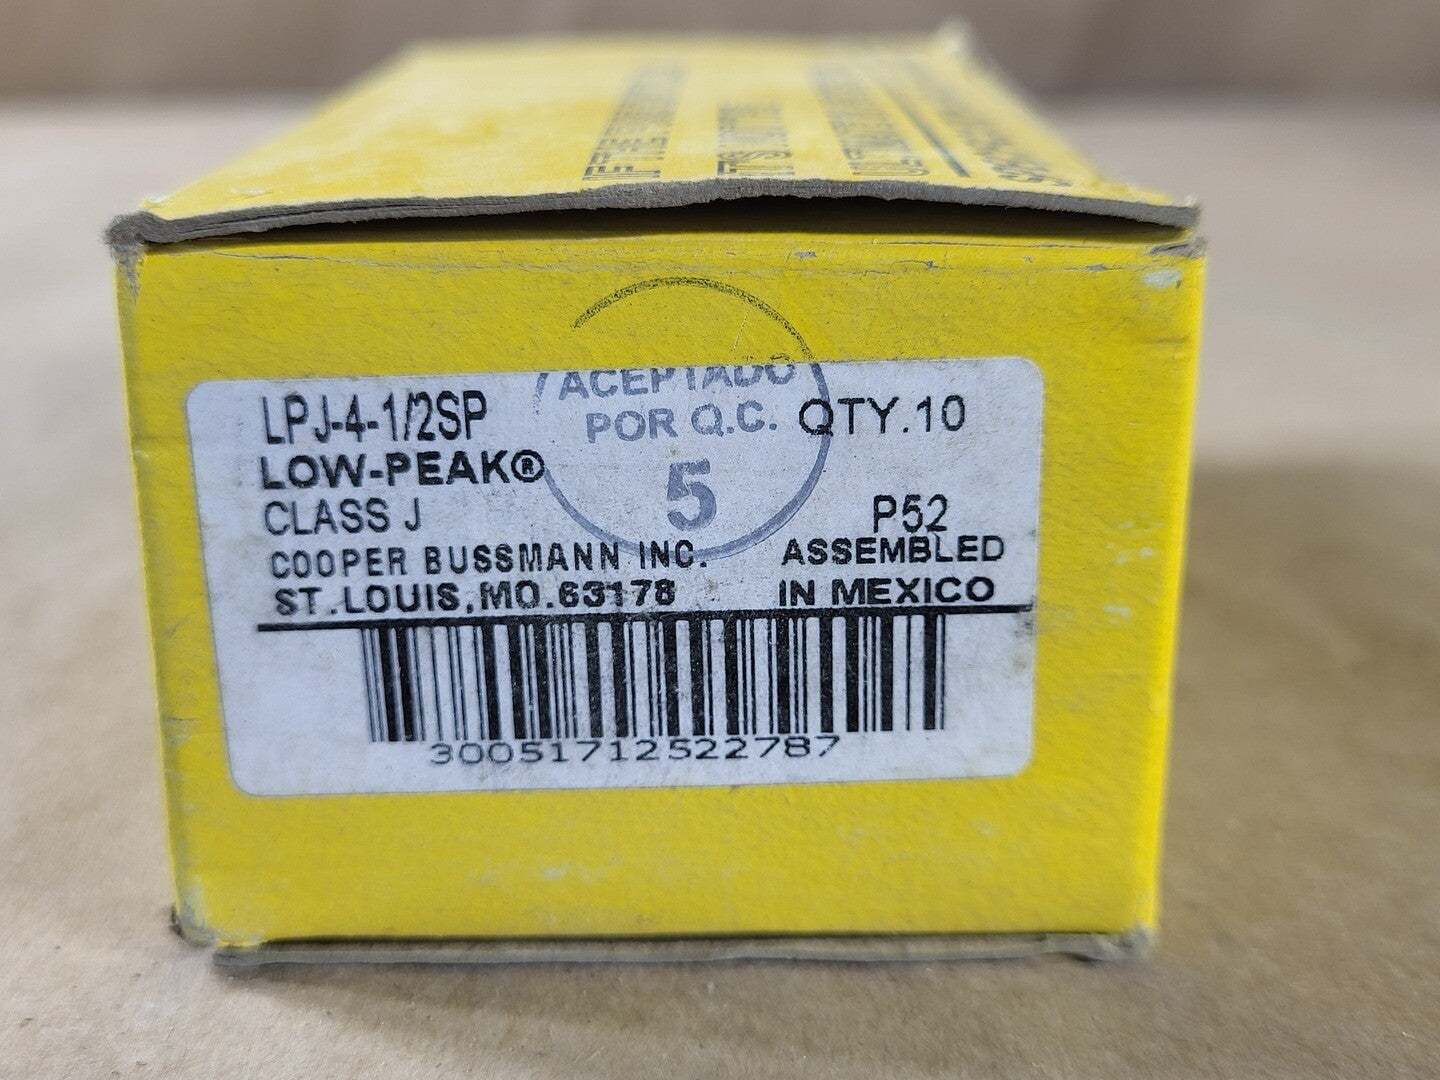 ACEPTADO
POR Q.C.
5
LPJ-4-1/2SP
QTY.10
LOW-PEAK®
CLASS J
P52
COOPER BUSSMANN INC.
ASSEMBLED
ST.LOUIS,MO.63178
IN MEXICO
30051712522787